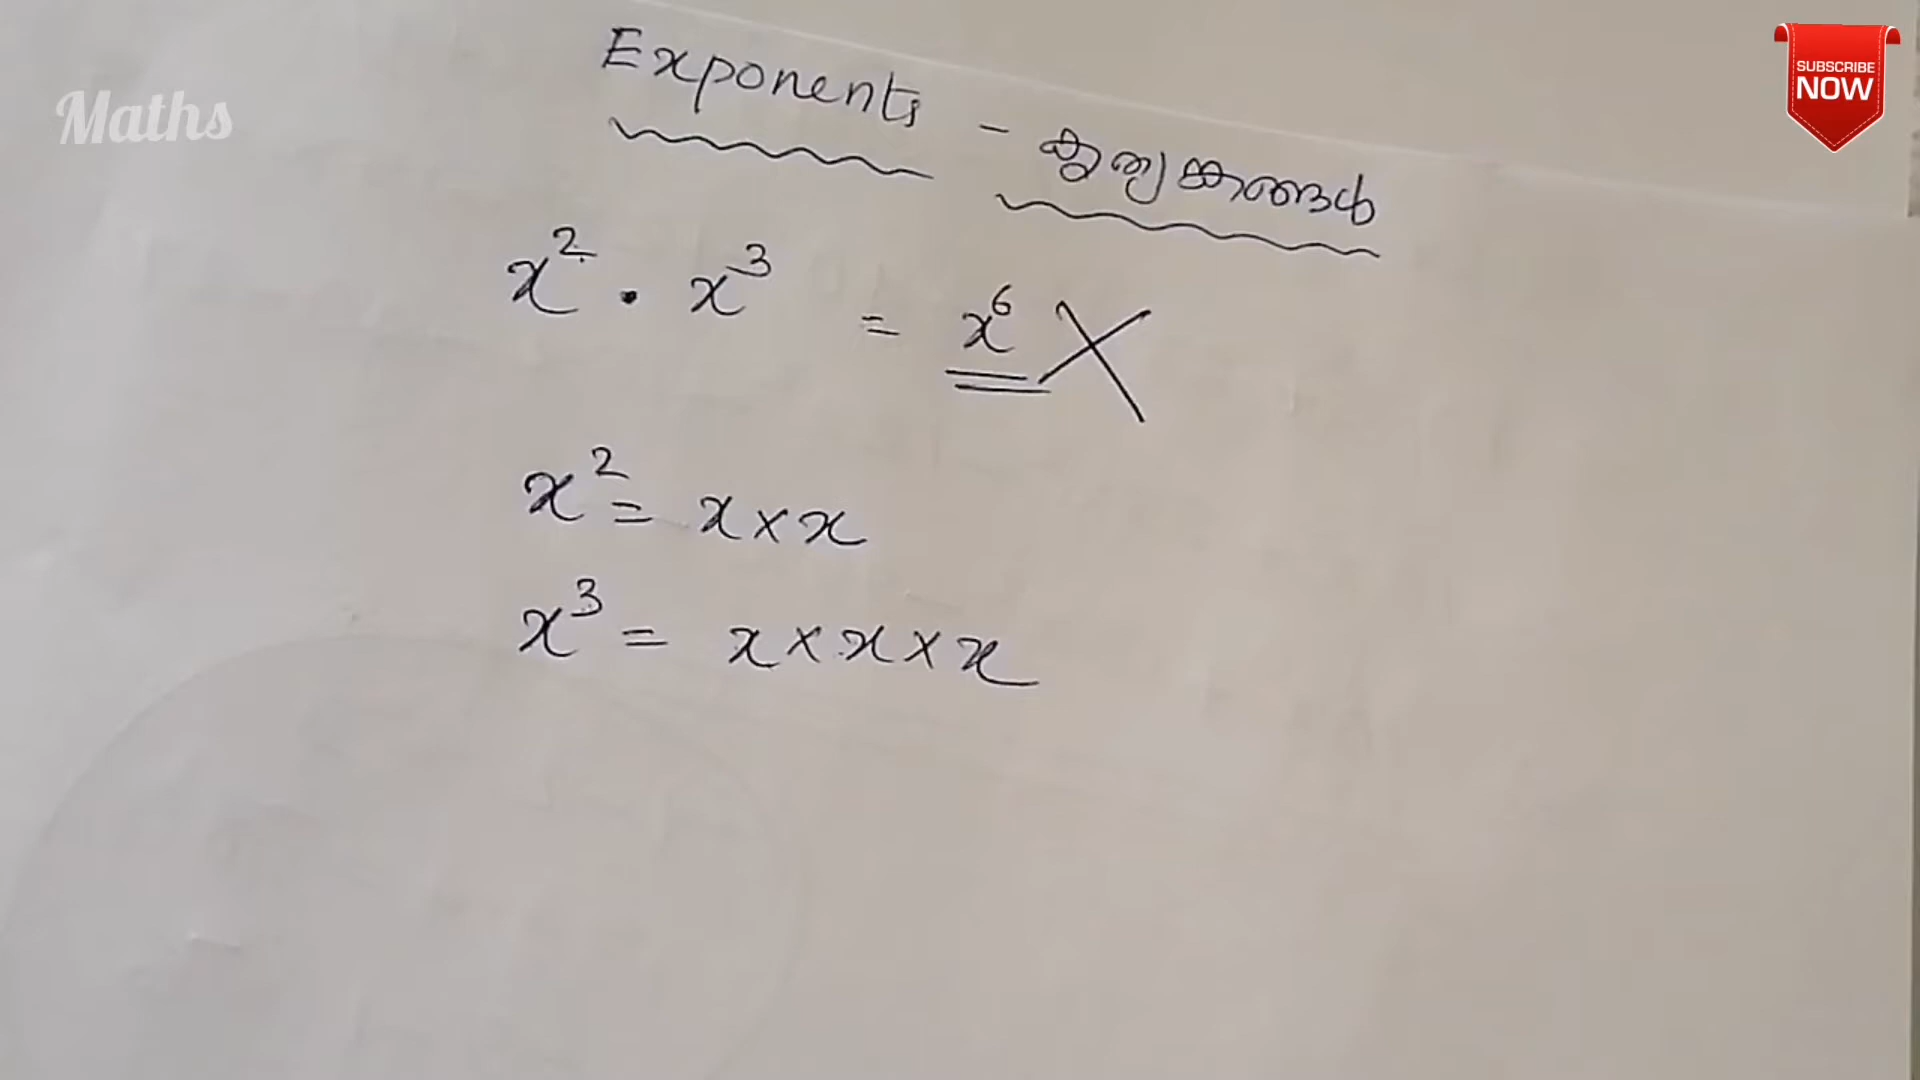 Maths
SUBSCRIBE
NOW
Exponents - കൃത്യങ്കങ്ങൾ
x² · x³ = x⁶ X
x² = x × x
x³ = x × x × x